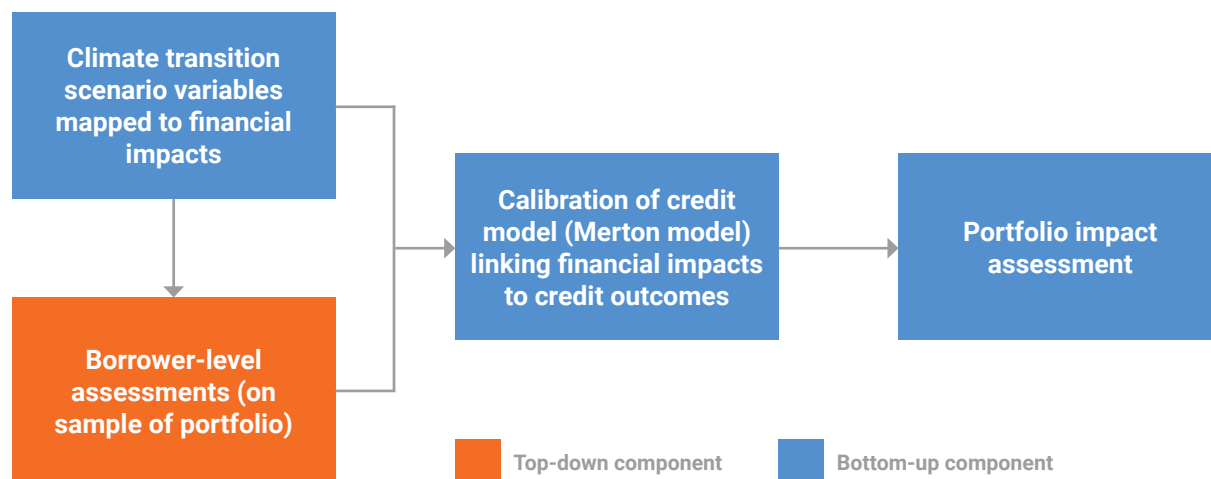 Climate transition
scenario variables
mapped to financial
impacts
Borrower-level
assessments (on
sample of portfolio)
Calibration of credit
model (Merton model)
linking financial impacts
to credit outcomes
Portfolio impact
assessment
Top-down component
Bottom-up component